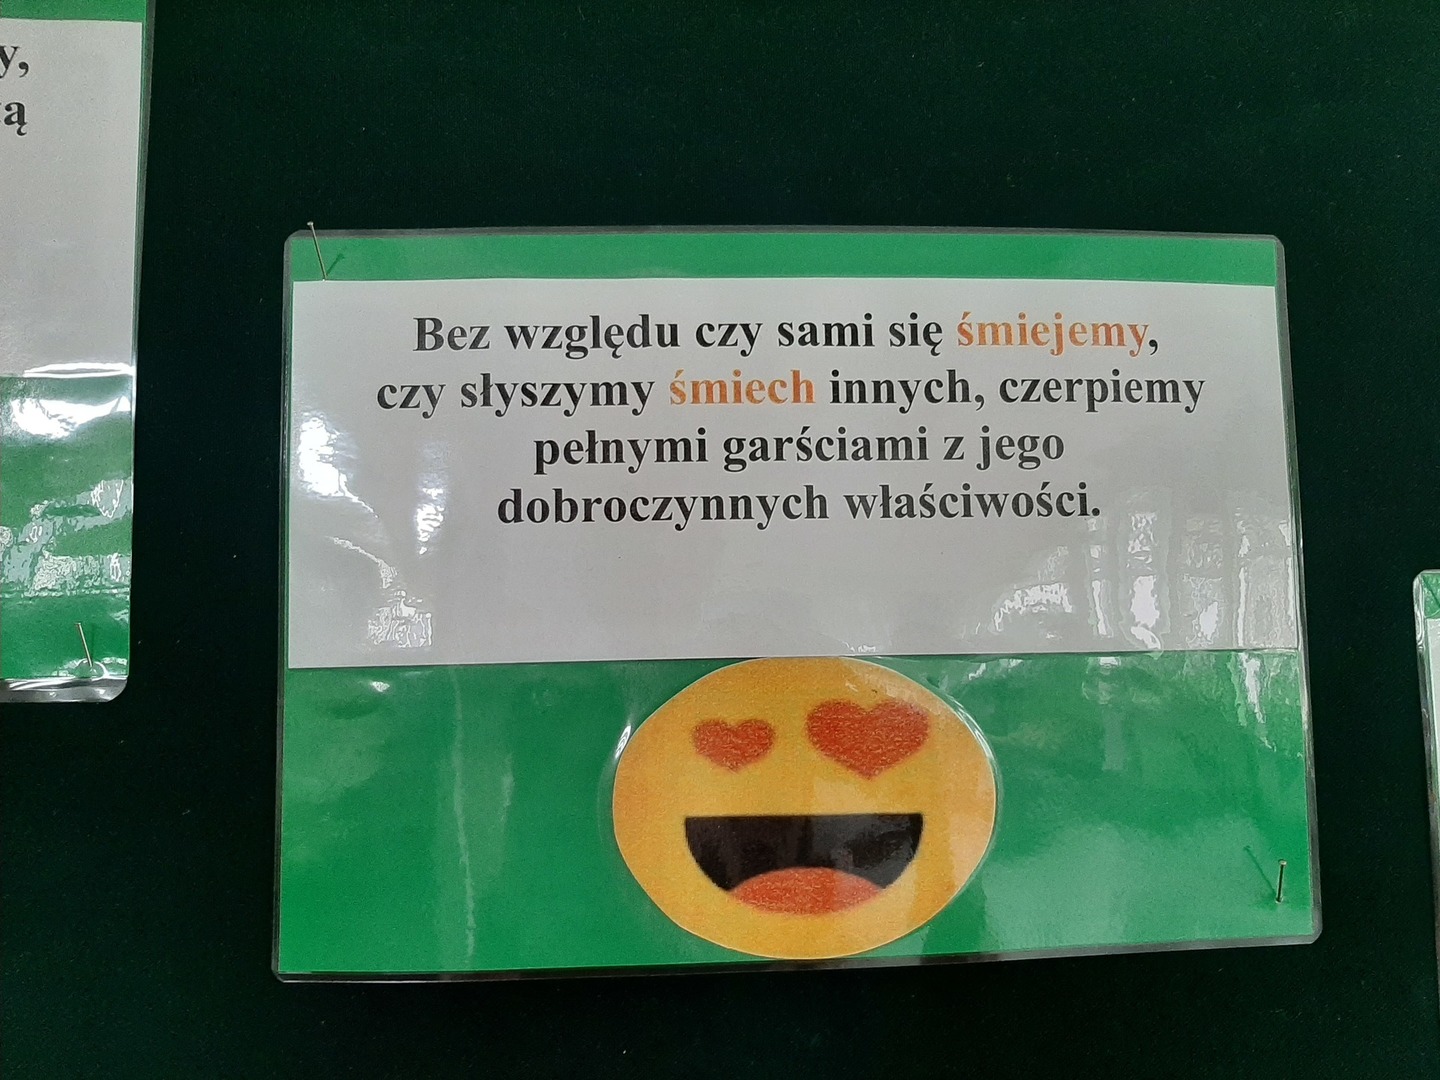 y,
ą
Bez względu czy sami się śmiejemy,
czy słyszymy śmiech innych, czerpiemy
pełnymi garściami z jego
dobroczynnych właściwości.